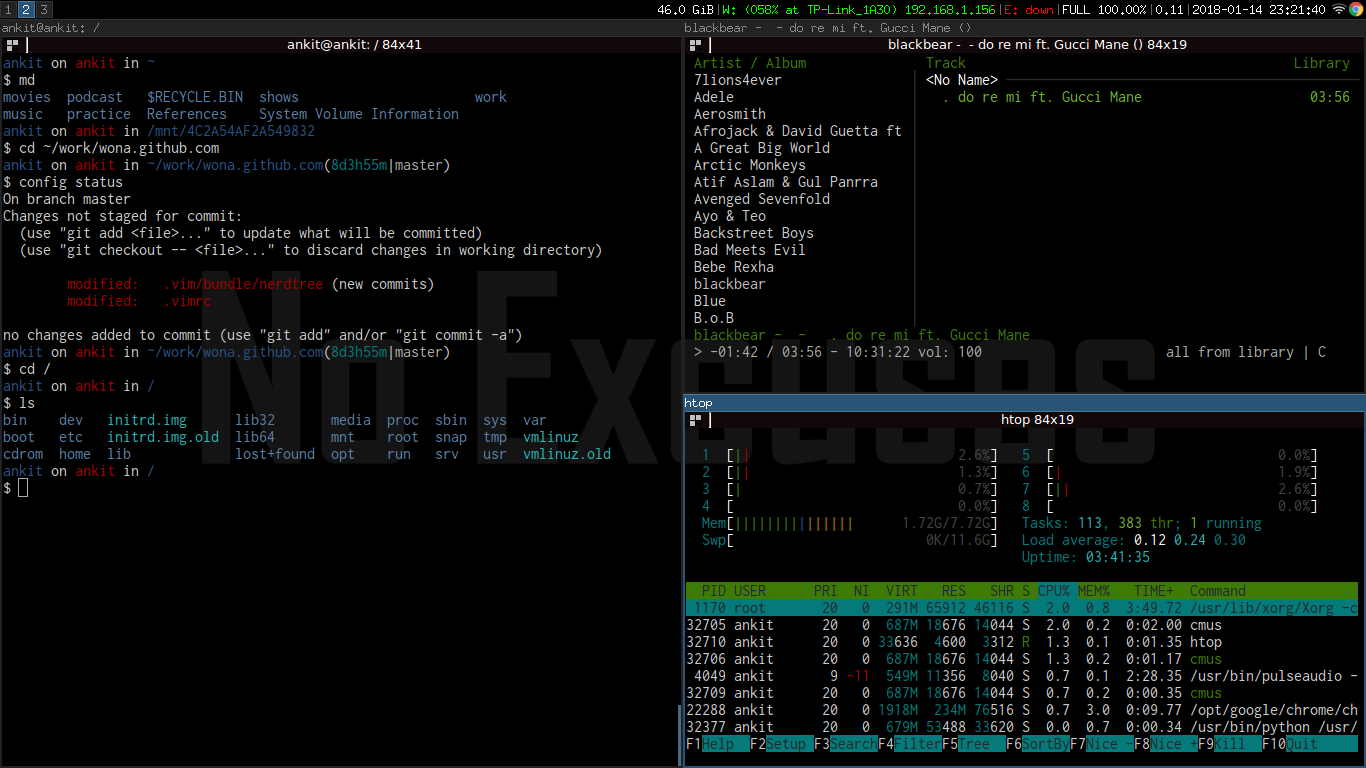 1 2 3
46.0 GiB|W: (058% at TP-Link_1A30) 192.168.1.156|E: down|FULL 100.00%|0.11|2018-01-14 23:21:40
ankit@ankit: /
ankit@ankit: / 84x41
ankit on ankit in ~
$ md
movies podcast $RECYCLE.BIN shows work
music practice References System Volume Information
ankit on ankit in /mnt/4C2A54AF2A549832
$ cd ~/work/wona.github.com
ankit on ankit in ~/work/wona.github.com(8d3h55m|master)
$ config status
On branch master
Changes not staged for commit:
(use "git add <file>..." to update what will be committed)
(use "git checkout -- <file>..." to discard changes in working directory)
modified: .vim/bundle/nerdtree (new commits)
modified: .vimrc
no changes added to commit (use "git add" and/or "git commit -a")
ankit on ankit in ~/work/wona.github.com(8d3h55m|master)
$ cd /
ankit on ankit in /
$ ls
bin dev initrd.img lib32 media proc sbin sys var
boot etc initrd.img.old lib64 mnt root snap tmp vmlinuz
cdrom home lib lost+found opt run srv usr vmlinuz.old
ankit on ankit in /
$
No Excuses
blackbear - - do re mi ft. Gucci Mane ()
blackbear - - do re mi ft. Gucci Mane () 84x19
Artist / Album Track Library
7lions4ever <No Name>
Adele . do re mi ft. Gucci Mane 03:56
Aerosmith
Afrojack & David Guetta ft
A Great Big World
Arctic Monkeys
Atif Aslam & Gul Panrra
Avenged Sevenfold
Ayo & Teo
Backstreet Boys
Bad Meets Evil
Bebe Rexha
blackbear
Blue
B.o.B
blackbear - - . do re mi ft. Gucci Mane
> -01:42 / 03:56 - 10:31:22 vol: 100 all from library | C
htop
htop 84x19
1 [|| 2.6%] 5 [ 0.0%]
2 [|| 1.3%] 6 [| 1.9%]
3 [| 0.7%] 7 [|| 2.6%]
4 [ 0.0%] 8 [ 0.0%]
Mem[||||||||||||||| 1.72G/7.72G] Tasks: 113, 383 thr; 1 running
Swp[ 0K/11.6G] Load average: 0.12 0.24 0.30
Uptime: 03:41:35
PID USER PRI NI VIRT RES SHR S CPU% MEM% TIME+ Command
1170 root 20 0 291M 65912 46116 S 2.0 0.8 3:49.72 /usr/lib/xorg/Xorg -c
32705 ankit 20 0 687M 18676 14044 S 2.0 0.2 0:02.00 cmus
32710 ankit 20 0 33636 4600 3312 R 1.3 0.1 0:01.35 htop
32706 ankit 20 0 687M 18676 14044 S 1.3 0.2 0:01.17 cmus
4049 ankit 9 -11 549M 11356 8040 S 0.7 0.1 2:28.35 /usr/bin/pulseaudio -
32709 ankit 20 0 687M 18676 14044 S 0.7 0.2 0:00.35 cmus
22288 ankit 20 0 1918M 234M 76516 S 0.7 3.0 0:09.77 /opt/google/chrome/ch
32377 ankit 20 0 679M 53488 33620 S 0.0 0.7 0:00.34 /usr/bin/python /usr/
F1Help F2Setup F3SearchF4FilterF5Tree F6SortByF7Nice -F8Nice +F9Kill F10Quit